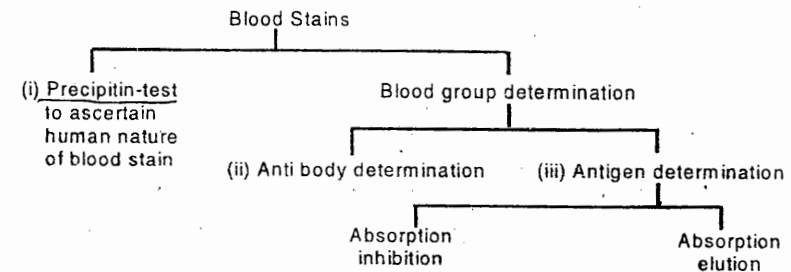 Blood Stains
(i) Precipitin-test
to ascertain
human nature
of blood stain
Blood group determination
(ii) Anti body determination
(iii) Antigen determination
Absorption
inhibition
Absorption
elution